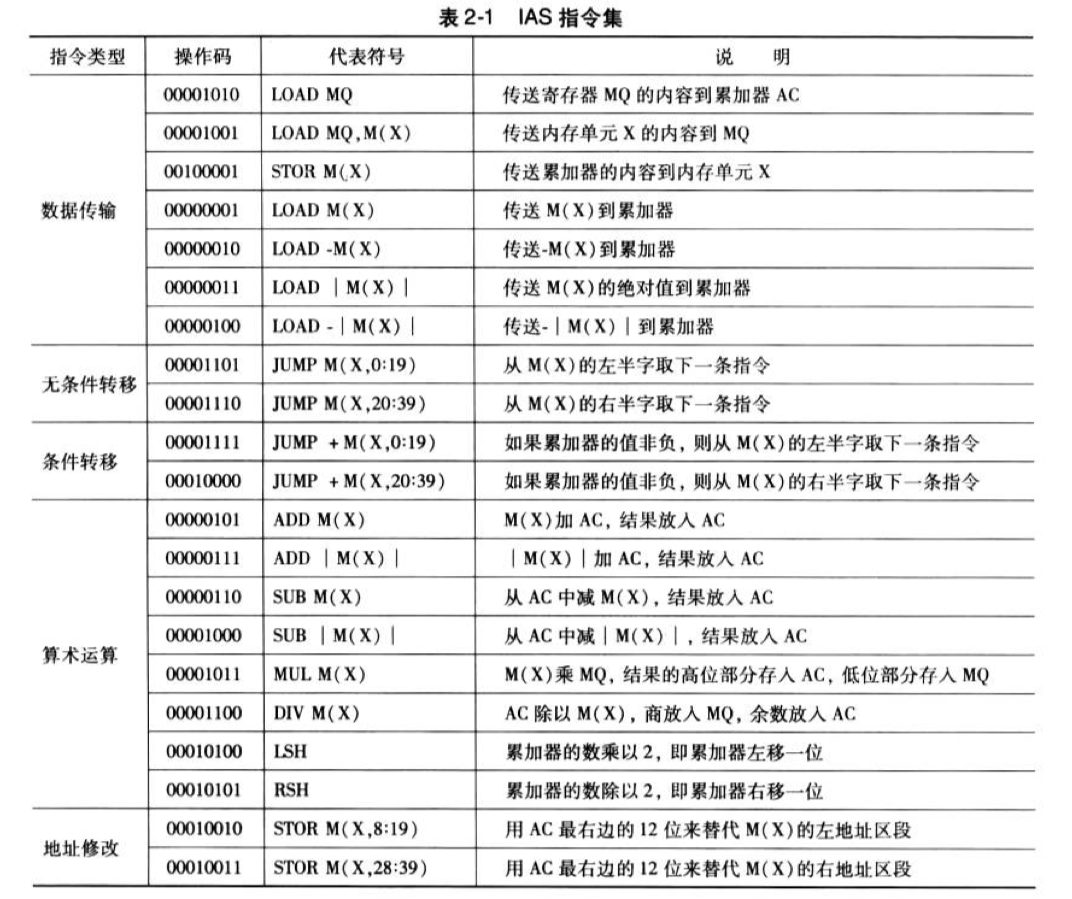 表 2-1 IAS 指令集
指令类型 操作码 代表符号 说 明
数据传输
00001010 LOAD MQ 传送寄存器 MQ 的内容到累加器 AC
00001001 LOAD MQ,M(X) 传送内存单元 X 的内容到 MQ
00100001 STOR M(X) 传送累加器的内容到内存单元 X
00000001 LOAD M(X) 传送 M(X)到累加器
00000010 LOAD -M(X) 传送-M(X)到累加器
00000011 LOAD |M(X)| 传送 M(X)的绝对值到累加器
00000100 LOAD -|M(X)| 传送-|M(X)|到累加器
无条件转移
00001101 JUMP M(X,0:19) 从 M(X)的左半字取下一条指令
00001110 JUMP M(X,20:39) 从 M(X)的右半字取下一条指令
条件转移
00001111 JUMP +M(X,0:19) 如果累加器的值非负，则从 M(X)的左半字取下一条指令
00010000 JUMP +M(X,20:39) 如果累加器的值非负，则从 M(X)的右半字取下一条指令
算术运算
00000101 ADD M(X) M(X)加 AC，结果放入 AC
00000111 ADD |M(X)| |M(X)|加 AC，结果放入 AC
00000110 SUB M(X) 从 AC 中减 M(X)，结果放入 AC
00001000 SUB |M(X)| 从 AC 中减|M(X)|，结果放入 AC
00001011 MUL M(X) M(X)乘 MQ，结果的高位部分存入 AC，低位部分存入 MQ
00001100 DIV M(X) AC 除以 M(X)，商放入 MQ，余数放入 AC
00010100 LSH 累加器的数乘以 2，即累加器左移一位
00010101 RSH 累加器的数除以 2，即累加器右移一位
地址修改
00010010 STOR M(X,8:19) 用 AC 最右边的 12 位来替代 M(X)的左地址区段
00010011 STOR M(X,28:39) 用 AC 最右边的 12 位来替代 M(X)的右地址区段